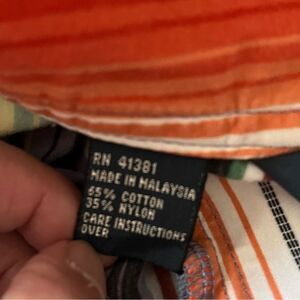 RN 41381
MADE IN MALAYSIA
65% COTTON
35% NYLON
CARE INSTRUCTIONS
OVER